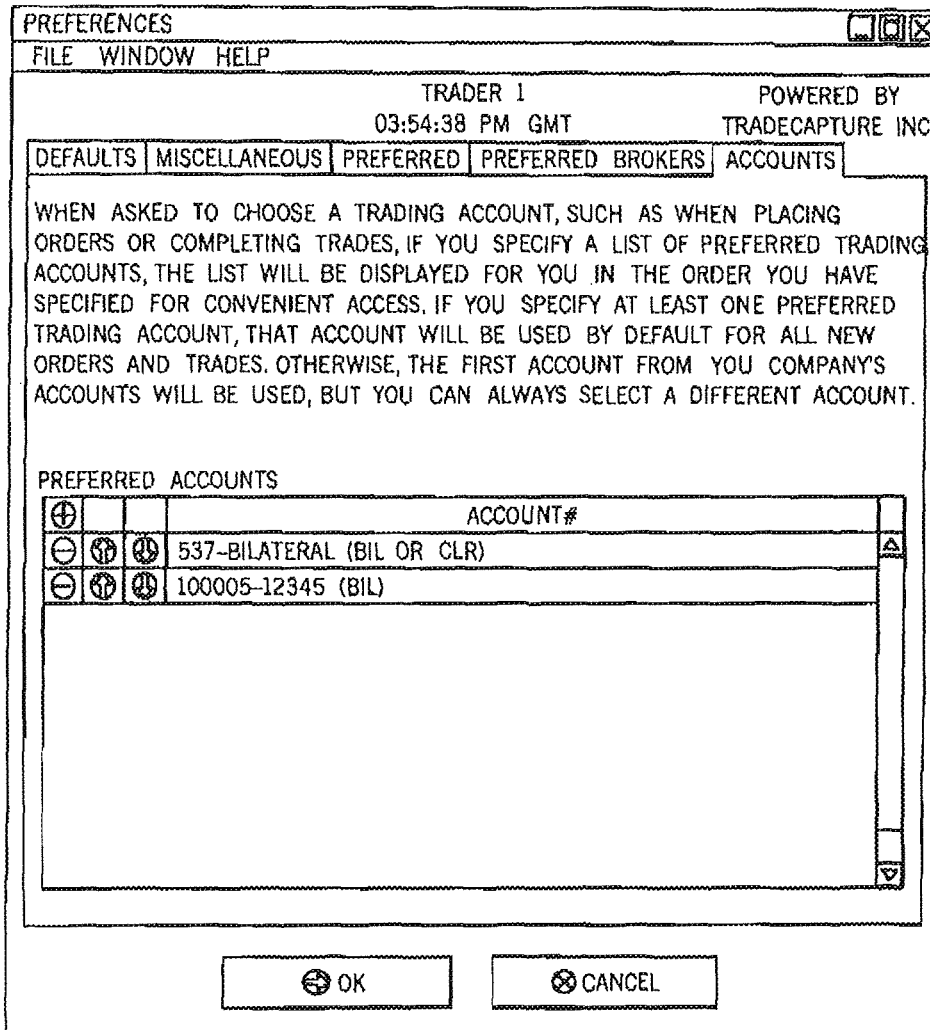 PREFERENCES
FILE WINDOW HELP
TRADER 1 POWERED BY
03:54:38 PM GMT TRADECAPTURE INC
DEFAULTS MISCELLANEOUS PREFERRED PREFERRED BROKERS ACCOUNTS
WHEN ASKED TO CHOOSE A TRADING ACCOUNT, SUCH AS WHEN PLACING
ORDERS OR COMPLETING TRADES, IF YOU SPECIFY A LIST OF PREFERRED TRADING
ACCOUNTS, THE LIST WILL BE DISPLAYED FOR YOU IN THE ORDER YOU HAVE
SPECIFIED FOR CONVENIENT ACCESS. IF YOU SPECIFY AT LEAST ONE PREFERRED
TRADING ACCOUNT, THAT ACCOUNT WILL BE USED BY DEFAULT FOR ALL NEW
ORDERS AND TRADES. OTHERWISE, THE FIRST ACCOUNT FROM YOU COMPANY'S
ACCOUNTS WILL BE USED, BUT YOU CAN ALWAYS SELECT A DIFFERENT ACCOUNT.
PREFERRED ACCOUNTS
ACCOUNT#
537-BILATERAL (BIL OR CLR)
100005-12345 (BIL)
OK CANCEL